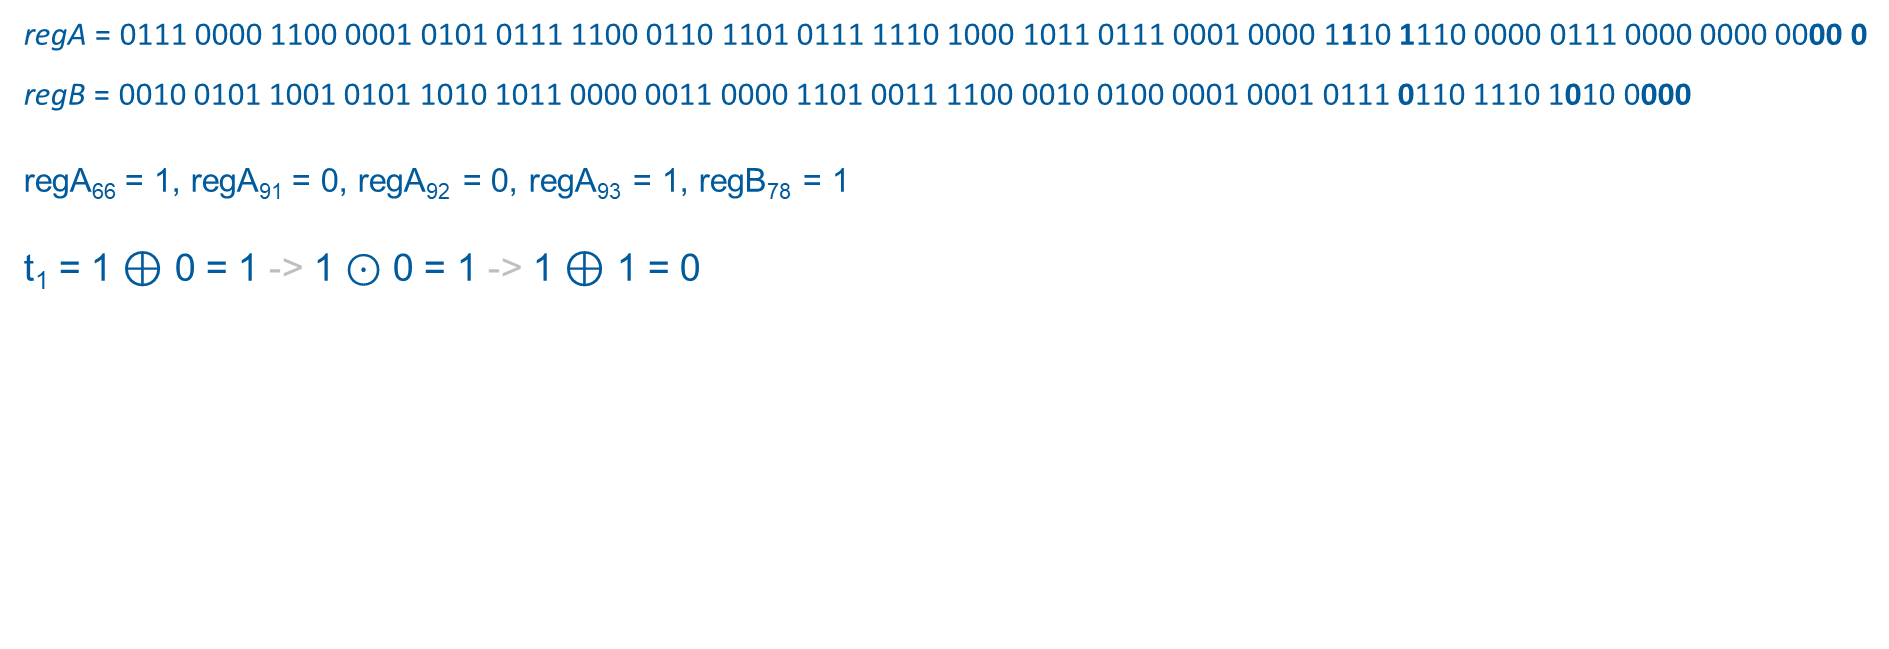 regA = 0111 0000 1100 0001 0101 0111 1100 0110 1101 0111 1110 1000 1011 0111 0001 0000 1110 1110 0000 0111 0000 0000 0000 0
regB = 0010 0101 1001 0101 1010 1011 0000 0011 0000 1101 0011 1100 0010 0100 0001 0001 0111 0110 1110 1010 0000
regA₆₆ = 1, regA₉₁ = 0, regA₉₂ = 0, regA₉₃ = 1, regB₇₈ = 1
t₁ = 1 ⊕ 0 = 1 -> 1 ⊙ 0 = 1 -> 1 ⊕ 1 = 0